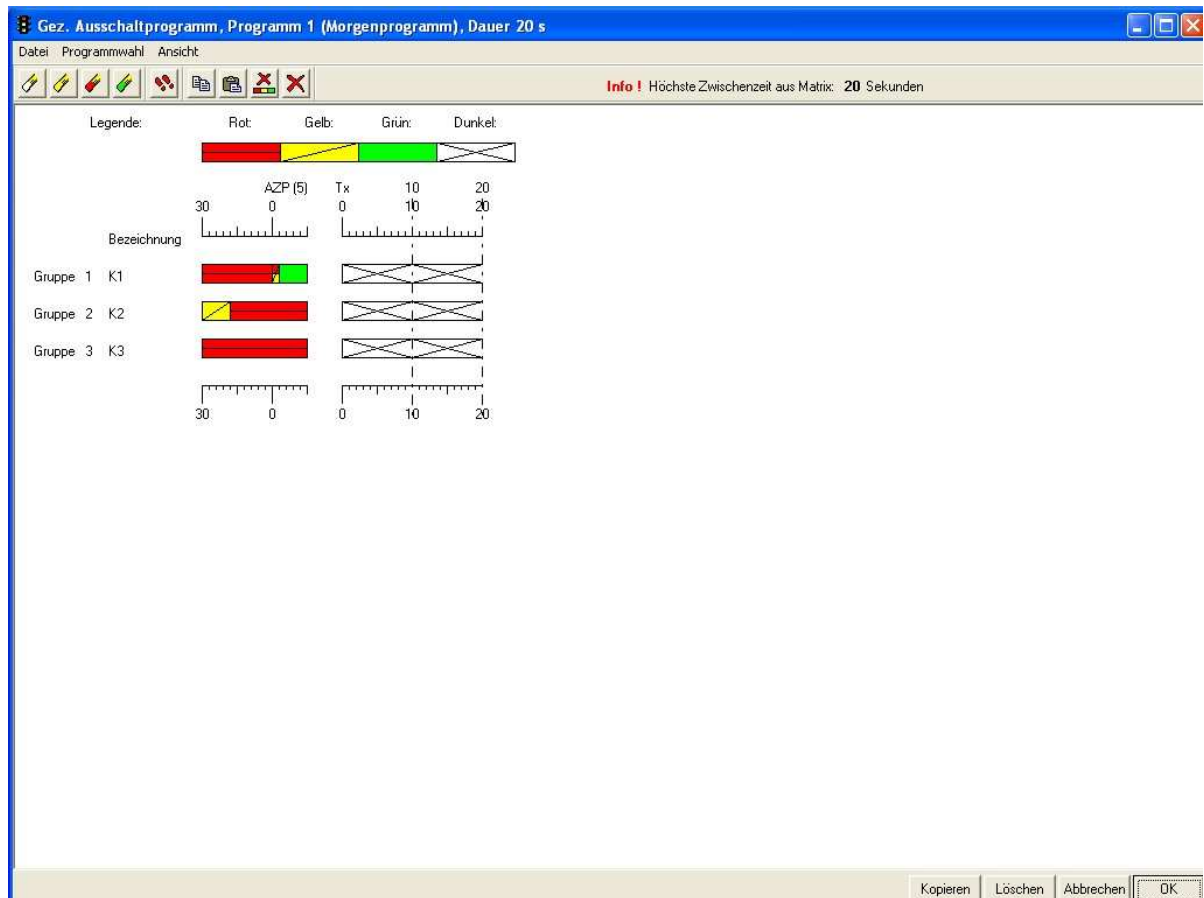 Gez. Ausschaltprogramm, Programm 1 (Morgenprogramm), Dauer 20 s
Datei Programmwahl Ansicht
Info ! Höchste Zwischenzeit aus Matrix: 20 Sekunden
Legende: Rot: Gelb: Grün: Dunkel:
AZP (5) Tx 10 20
30 0 0 10 20
Bezeichnung
Gruppe 1 K1
Gruppe 2 K2
Gruppe 3 K3
30 0 0 10 20
Kopieren Löschen Abbrechen OK